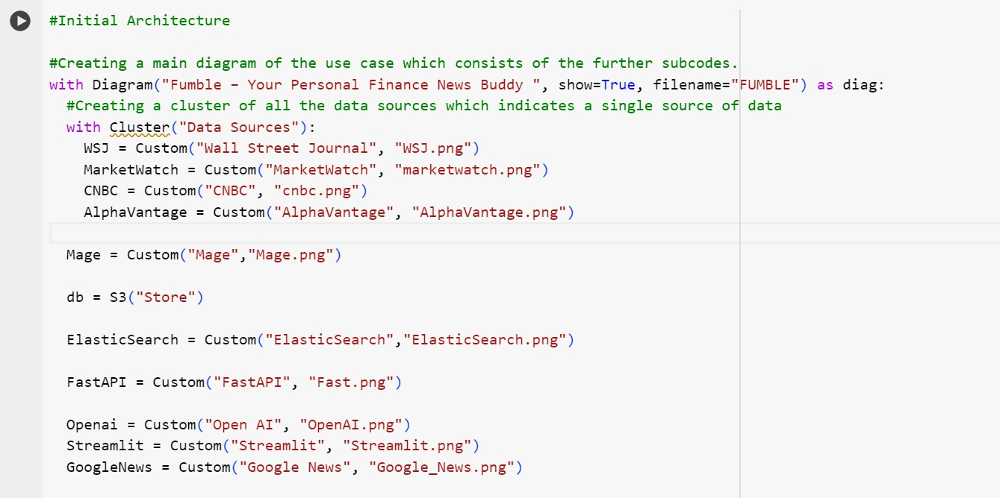 #Initial Architecture
#Creating a main diagram of the use case which consists of the further subcodes.
with Diagram("Fumble – Your Personal Finance News Buddy ", show=True, filename="FUMBLE") as diag:
#Creating a cluster of all the data sources which indicates a single source of data
with Cluster("Data Sources"):
WSJ = Custom("Wall Street Journal", "WSJ.png")
MarketWatch = Custom("MarketWatch", "marketwatch.png")
CNBC = Custom("CNBC", "cnbc.png")
AlphaVantage = Custom("AlphaVantage", "AlphaVantage.png")
Mage = Custom("Mage","Mage.png")
db = S3("Store")
ElasticSearch = Custom("ElasticSearch","ElasticSearch.png")
FastAPI = Custom("FastAPI", "Fast.png")
Openai = Custom("Open AI", "OpenAI.png")
Streamlit = Custom("Streamlit", "Streamlit.png")
GoogleNews = Custom("Google News", "Google_News.png")